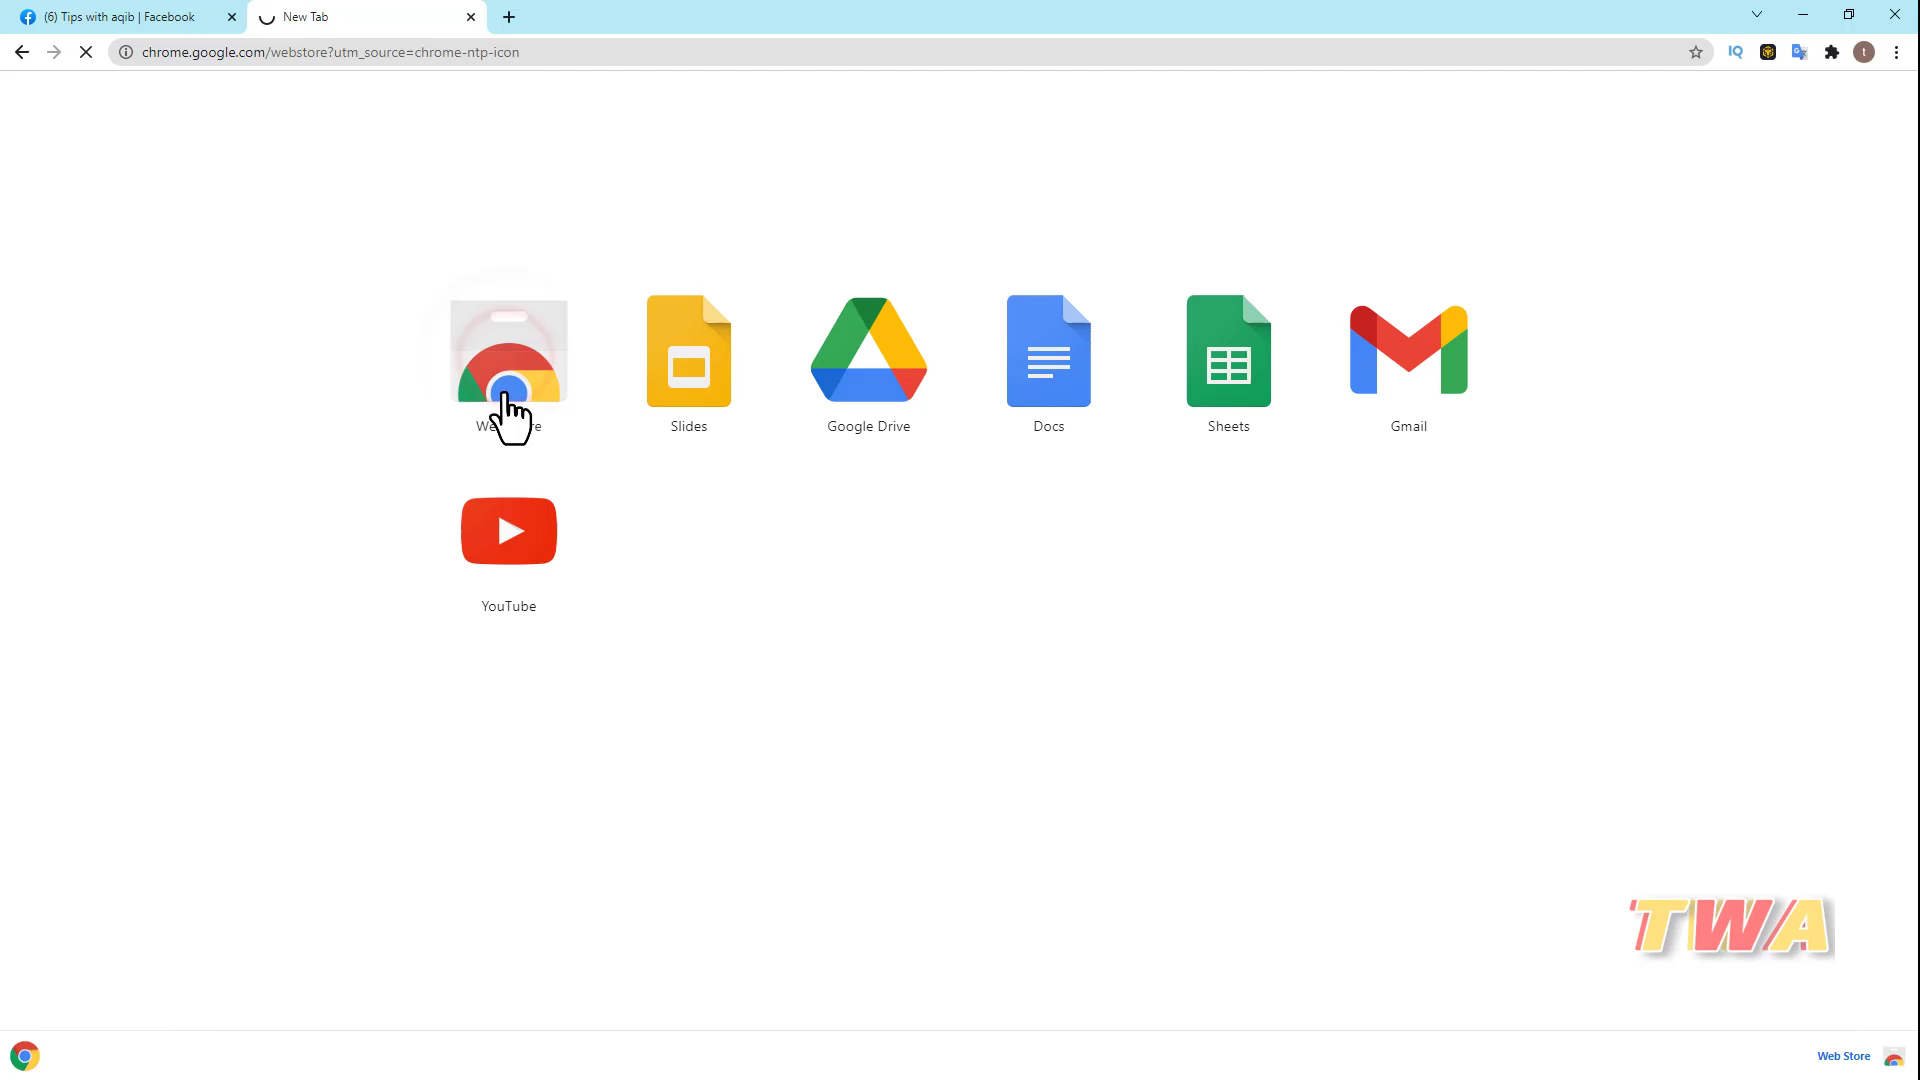 (6) Tips with aqib | Facebook
New Tab
chrome.google.com/webstore?utm_source=chrome-ntp-icon
IQ
t
Slides
Google Drive
Docs
Sheets
Gmail
YouTube
TWA
Web Store